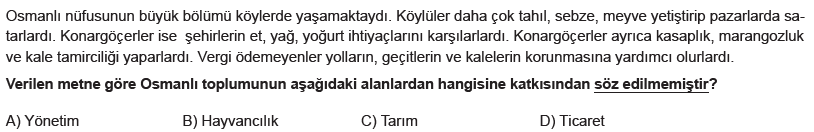 Osmanlı nüfusunun büyük bölümü köylerde yaşamaktaydı. Köylüler daha çok tahıl, sebze, meyve yetiştirip pazarlarda sa-
tarlardı. Konargöçerler ise şehirlerin et, yağ, yoğurt ihtiyaçlarını karşılarlardı. Konargöçerler ayrıca kasaplık, marangozluk
ve kale tamirciliği yaparlardı. Vergi ödemeyenler yolların, geçitlerin ve kalelerin korunmasına yardımcı olurlardı.
Verilen metne göre Osmanlı toplumunun aşağıdaki alanlardan hangisine katkısından söz edilmemiştir?
A) Yönetim B) Hayvancılık C) Tarım D) Ticaret